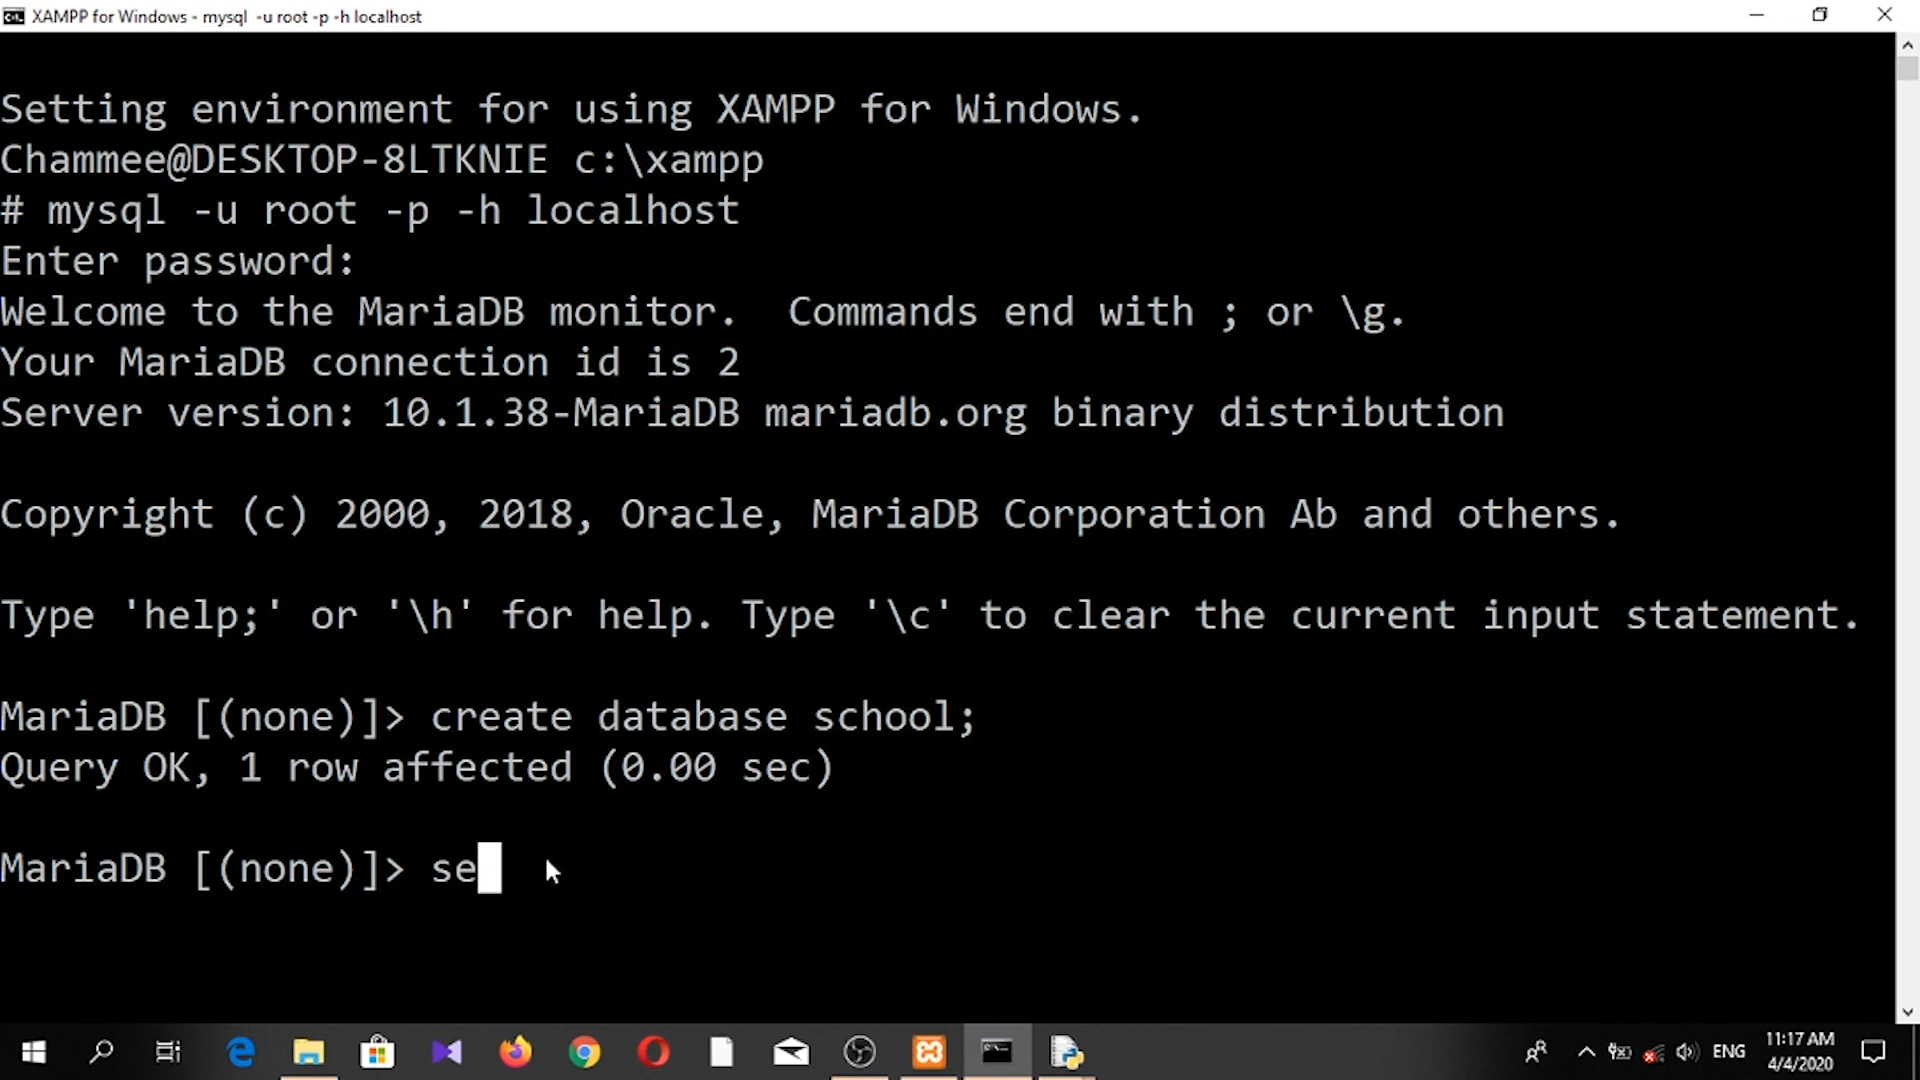 XAMPP for Windows - mysql -u root -p -h localhost
Setting environment for using XAMPP for Windows.
Chammee@DESKTOP-8LTKNIE c:\xampp
# mysql -u root -p -h localhost
Enter password:
Welcome to the MariaDB monitor.  Commands end with ; or \g.
Your MariaDB connection id is 2
Server version: 10.1.38-MariaDB mariadb.org binary distribution
Copyright (c) 2000, 2018, Oracle, MariaDB Corporation Ab and others.
Type 'help;' or '\h' for help. Type '\c' to clear the current input statement.
MariaDB [(none)]> create database school;
Query OK, 1 row affected (0.00 sec)
MariaDB [(none)]> se
ENG
11:17 AM
4/4/2020